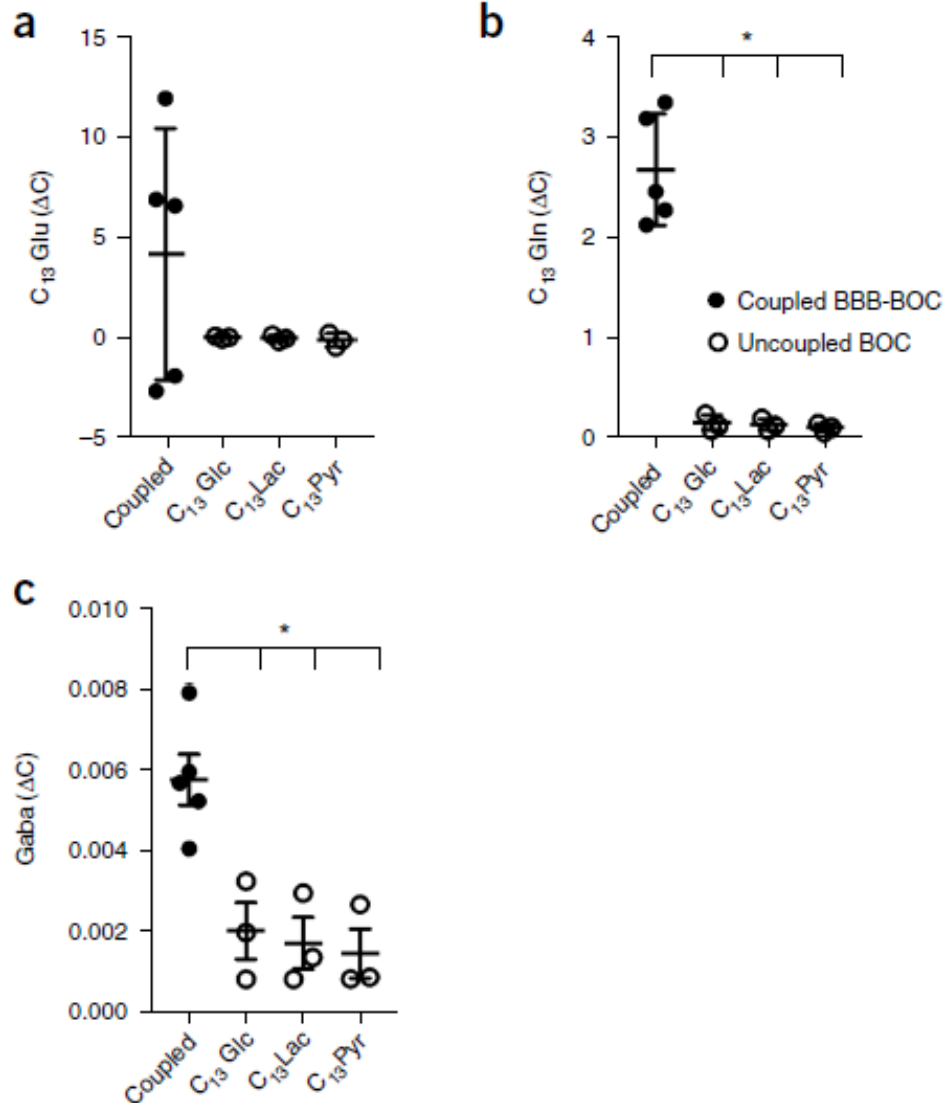 a
15
10
5
0
–5
C13 Glu (ΔC)
Coupled
C13 Glc
C13Lac
C13Pyr
b
*
4
3
2
1
0
C13 Gln (ΔC)
Coupled BBB-BOC
Uncoupled BOC
Coupled
C13 Glc
C13Lac
C13Pyr
c
*
0.010
0.008
0.006
0.004
0.002
0.000
Gaba (ΔC)
Coupled
C13 Glc
C13Lac
C13Pyr